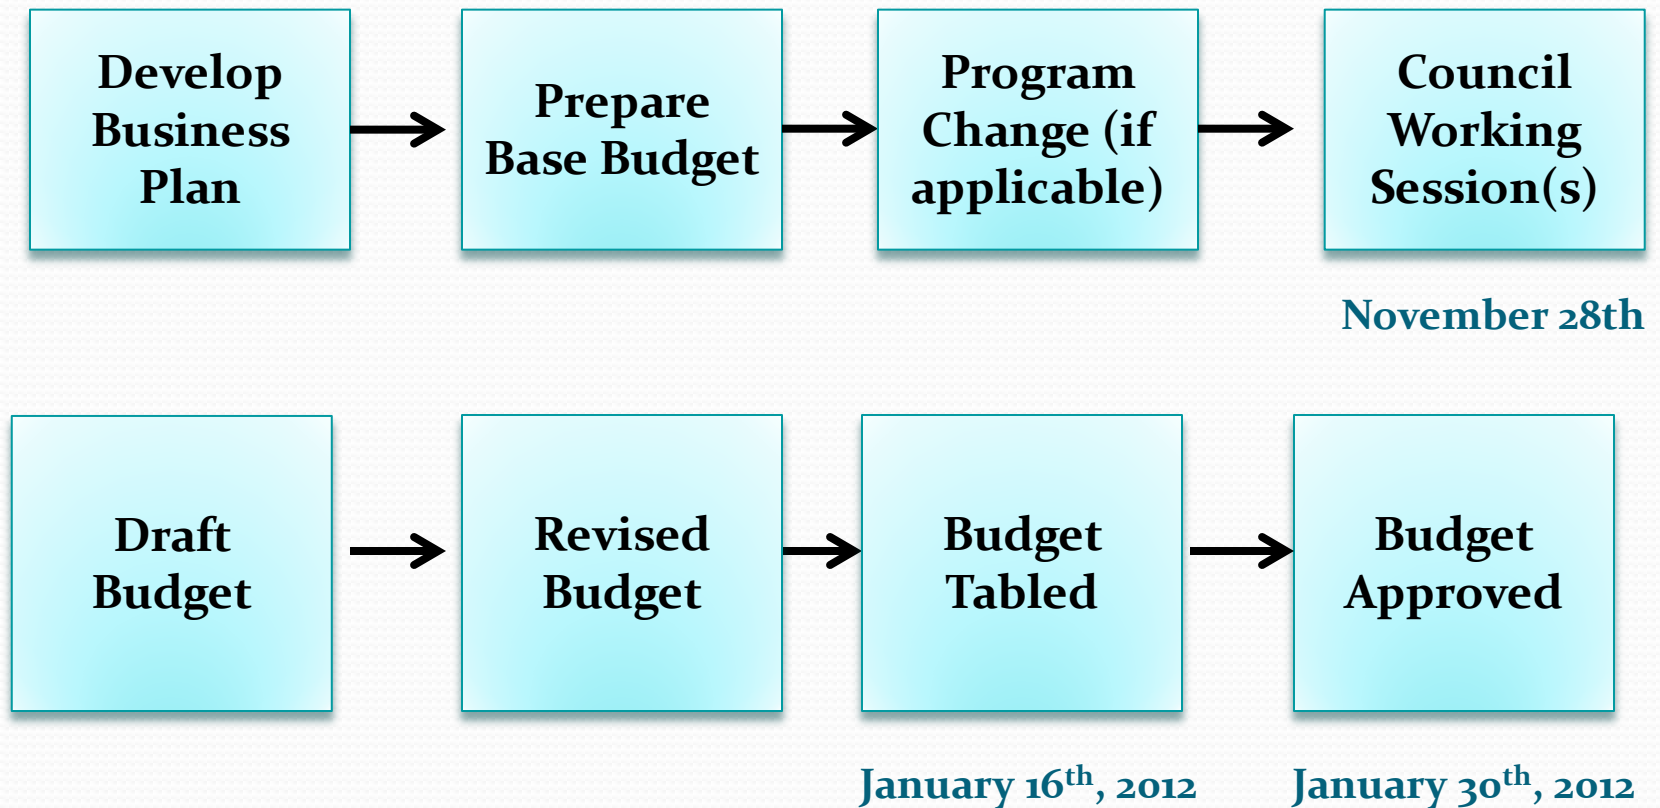 Develop
Business
Plan
Prepare
Base Budget
Program
Change (if
applicable)
Council
Working
Session(s)
November 28th
Draft
Budget
Revised
Budget
Budget
Tabled
Budget
Approved
January 16th, 2012
January 30th, 2012